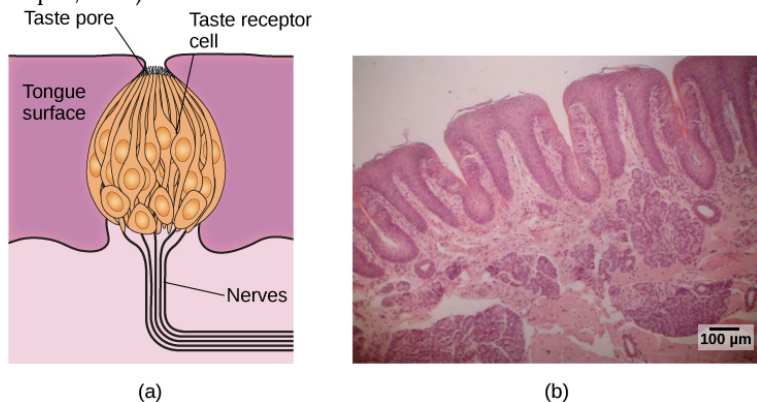 Taste pore
Taste receptor
cell
Tongue
surface
Nerves
100 µm
(a)
(b)